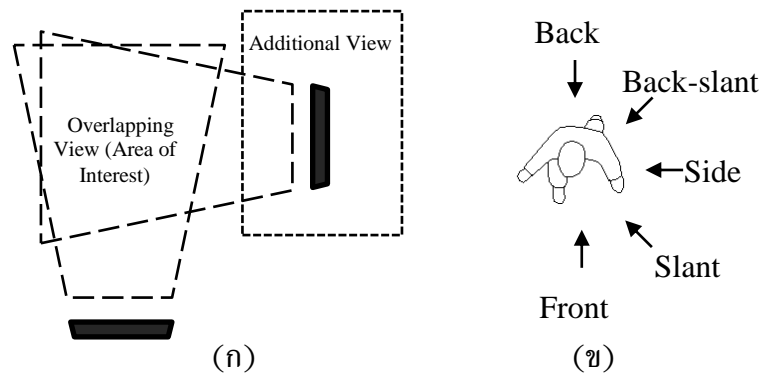 Additional View
Overlapping
View (Area of
Interest)
(ก)
Back
Back-slant
Side
Slant
Front
(ข)